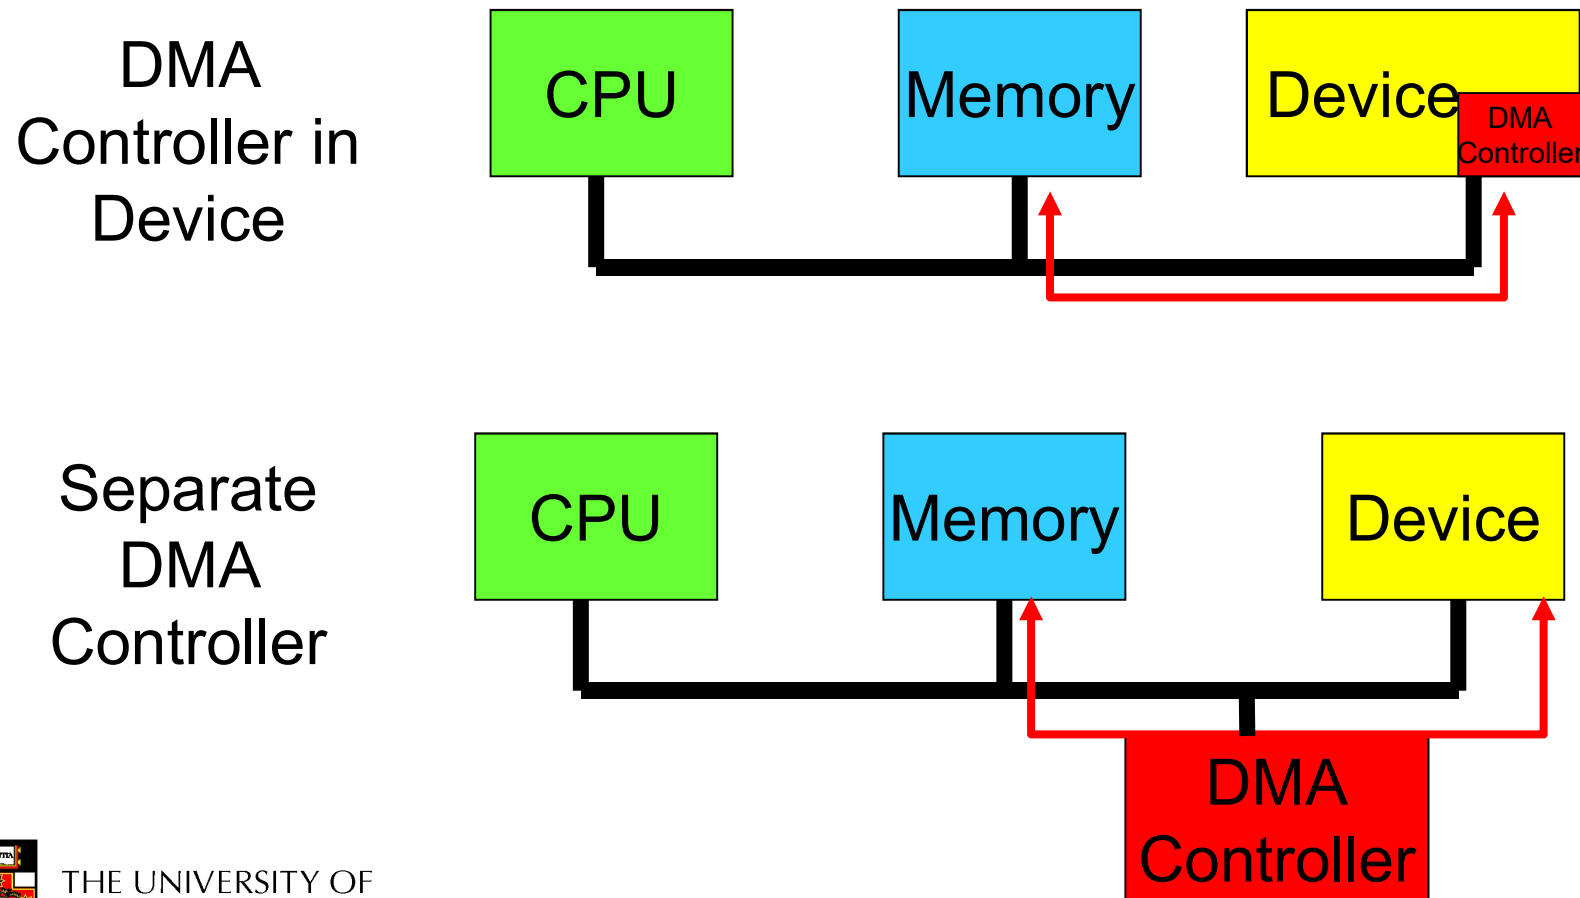 DMA
Controller in
Device
CPU
Memory
Device
DMA
Controller
Separate
DMA
Controller
CPU
Memory
Device
DMA
Controller
THE UNIVERSITY OF